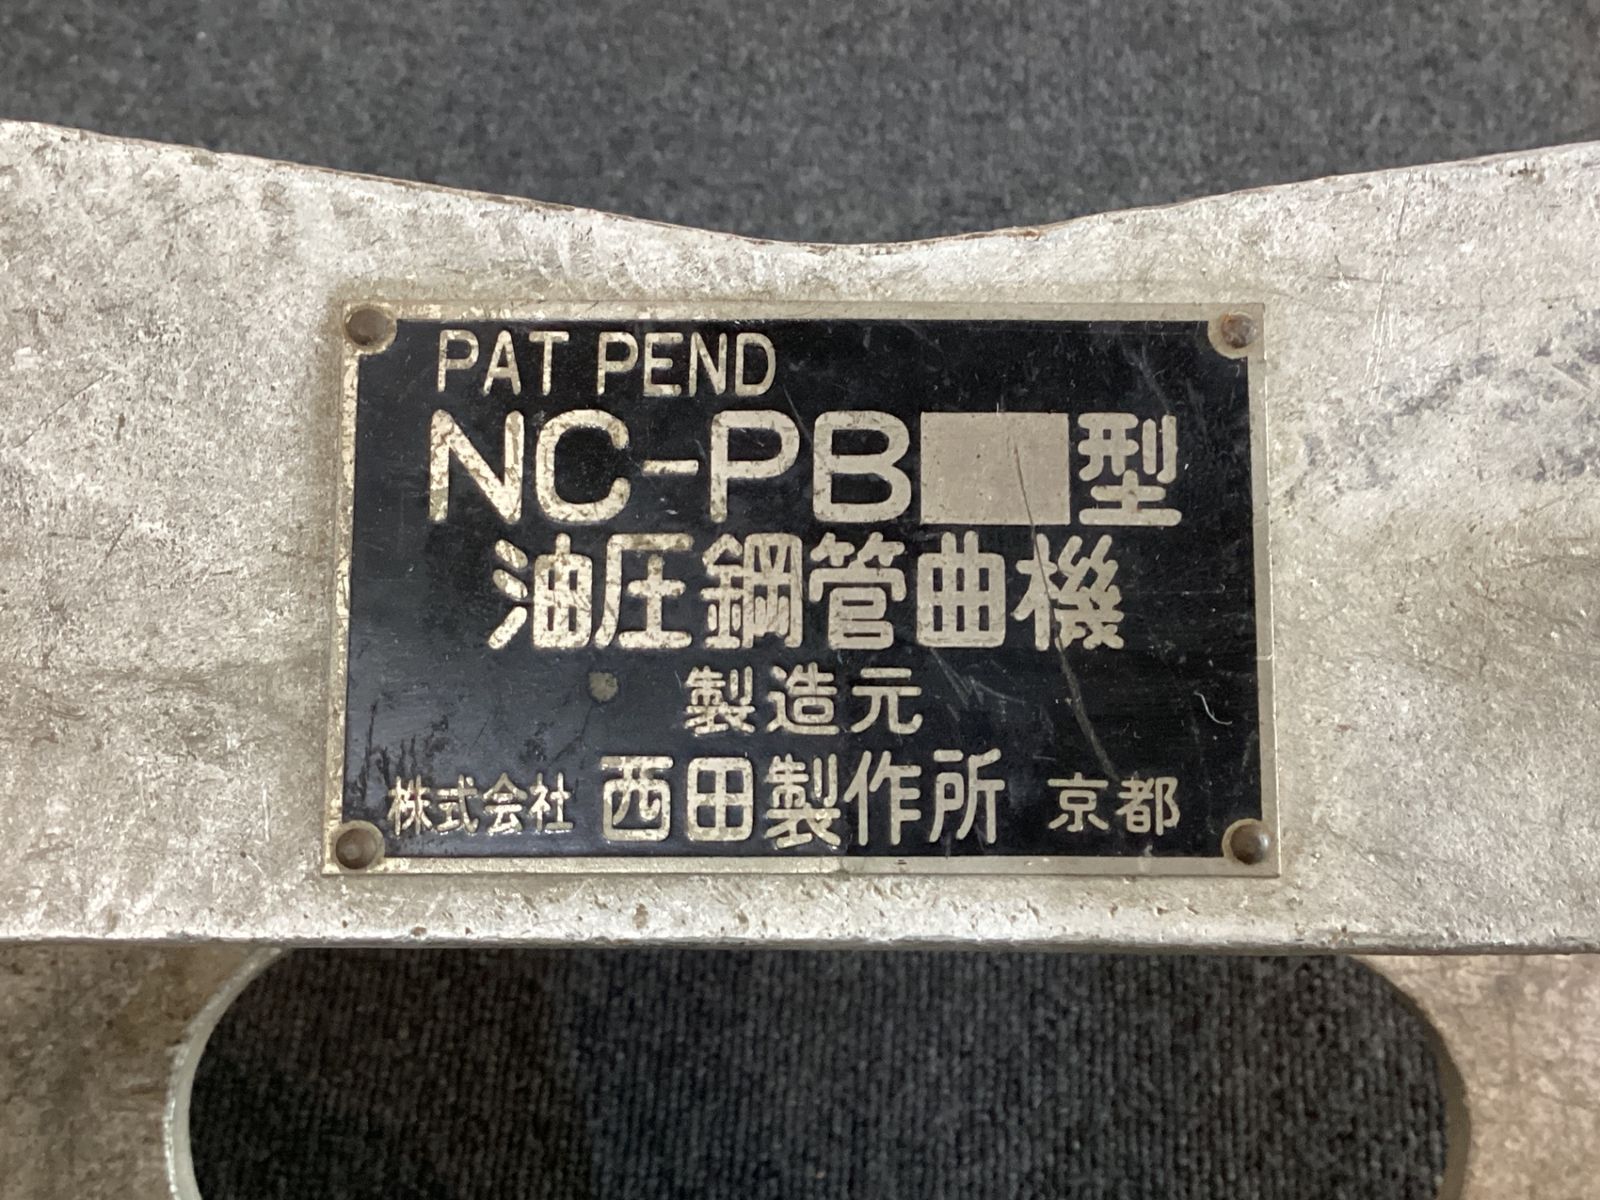 PAT PEND
NC-PB 型
油圧鋼管曲機
製造元
株式会社 西田製作所 京都